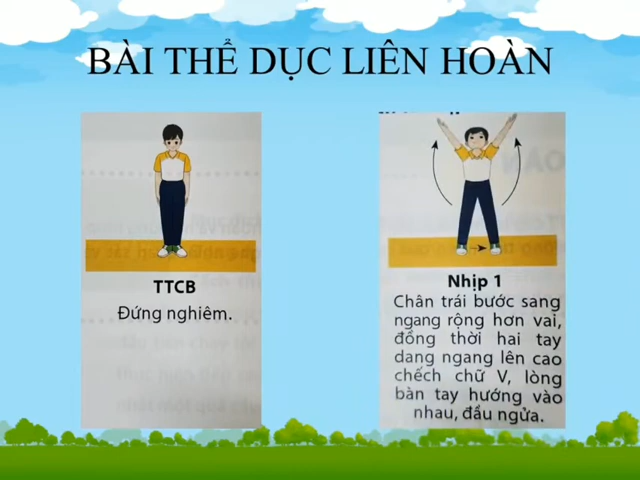 BÀI THỂ DỤC LIÊN HOÀN
TTCB
Đứng nghiêm.
Nhịp 1
Chân trái bước sang
ngang rộng hơn vai,
đồng thời hai tay
dang ngang lên cao
chếch chữ V, lòng
bàn tay hướng vào
nhau, đầu ngửa.